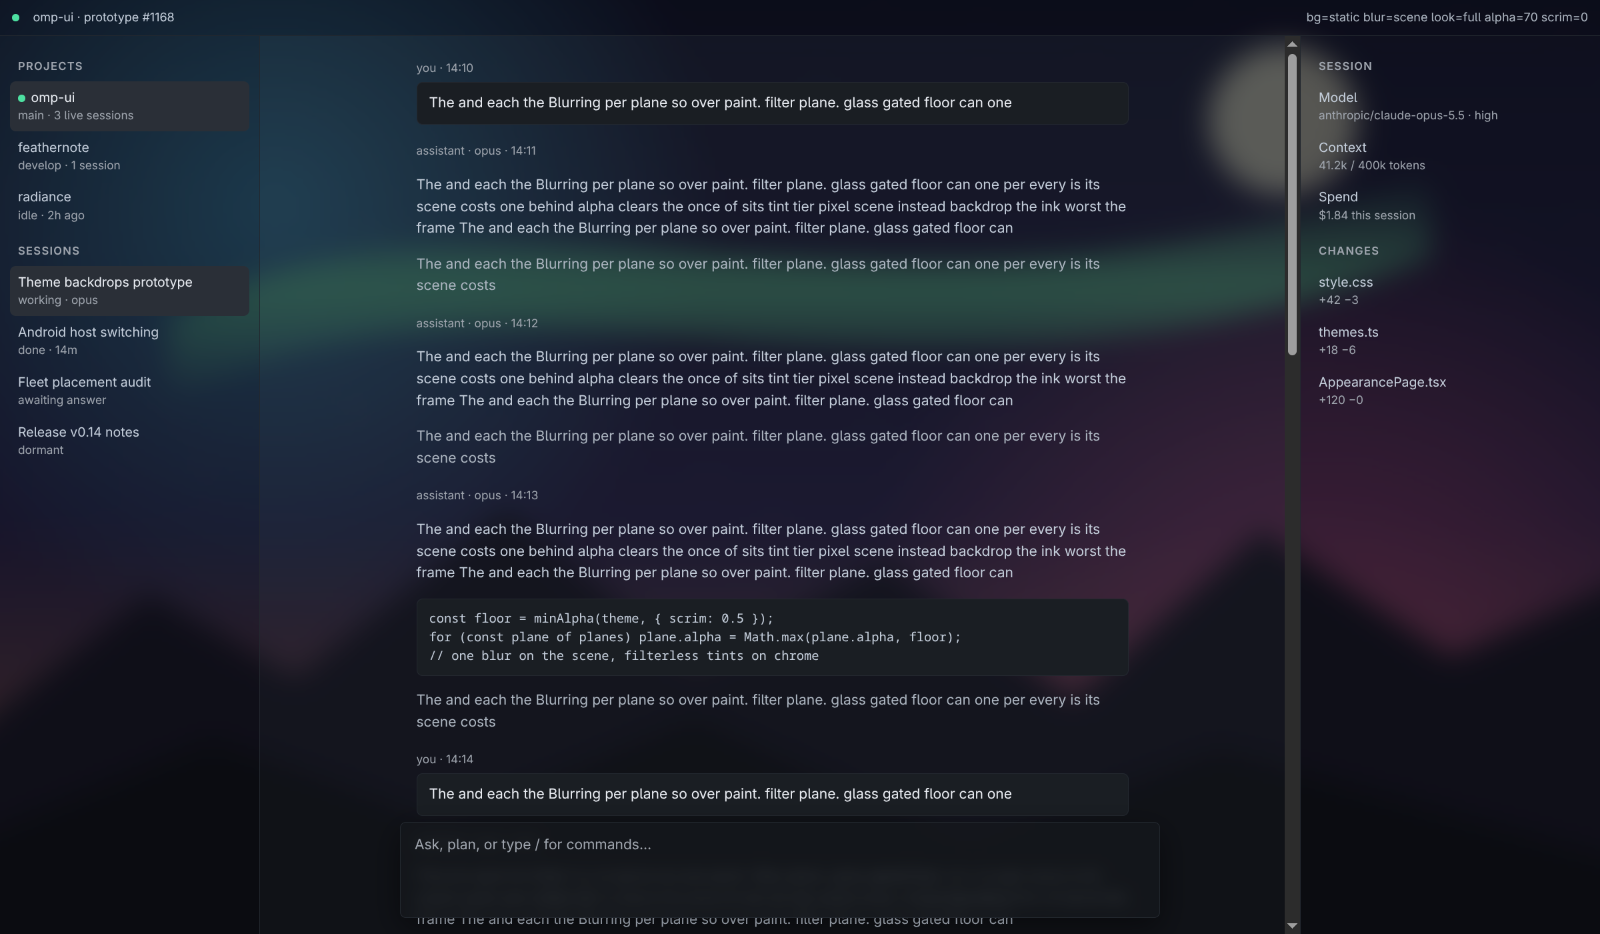 omp-ui · prototype #1168
bg=static blur=scene look=full alpha=70 scrim=0
PROJECTS
omp-ui
main · 3 live sessions
feathernote
develop · 1 session
radiance
idle · 2h ago
SESSIONS
Theme backdrops prototype
working · opus
Android host switching
done · 14m
Fleet placement audit
awaiting answer
Release v0.14 notes
dormant
you · 14:10
The and each the Blurring per plane so over paint. filter plane. glass gated floor can one
assistant · opus · 14:11
The and each the Blurring per plane so over paint. filter plane. glass gated floor can one per every is its
scene costs one behind alpha clears the once of sits tint tier pixel scene instead backdrop the ink worst the
frame The and each the Blurring per plane so over paint. filter plane. glass gated floor can
The and each the Blurring per plane so over paint. filter plane. glass gated floor can one per every is its
scene costs
assistant · opus · 14:12
The and each the Blurring per plane so over paint. filter plane. glass gated floor can one per every is its
scene costs one behind alpha clears the once of sits tint tier pixel scene instead backdrop the ink worst the
frame The and each the Blurring per plane so over paint. filter plane. glass gated floor can
The and each the Blurring per plane so over paint. filter plane. glass gated floor can one per every is its
scene costs
assistant · opus · 14:13
The and each the Blurring per plane so over paint. filter plane. glass gated floor can one per every is its
scene costs one behind alpha clears the once of sits tint tier pixel scene instead backdrop the ink worst the
frame The and each the Blurring per plane so over paint. filter plane. glass gated floor can
const floor = minAlpha(theme, { scrim: 0.5 });
for (const plane of planes) plane.alpha = Math.max(plane.alpha, floor);
// one blur on the scene, filterless tints on chrome
The and each the Blurring per plane so over paint. filter plane. glass gated floor can one per every is its
scene costs
you · 14:14
The and each the Blurring per plane so over paint. filter plane. glass gated floor can one
Ask, plan, or type / for commands...
frame The and each the Blurring per plane so over paint. filter plane. glass gated floor can
SESSION
Model
anthropic/claude-opus-5.5 · high
Context
41.2k / 400k tokens
Spend
$1.84 this session
CHANGES
style.css
+42 −3
themes.ts
+18 −6
AppearancePage.tsx
+120 −0